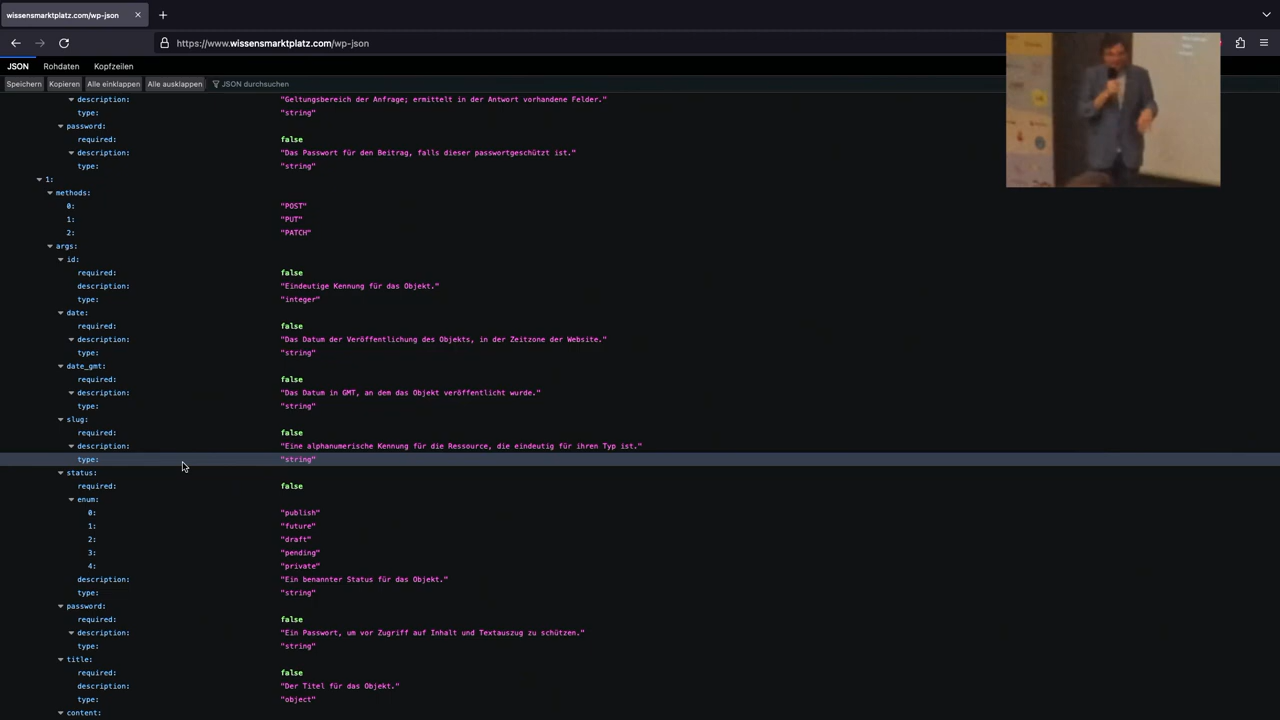 wissensmarktplatz.com/wp-json
https://www.wissensmarktplatz.com/wp-json
JSON Rohdaten Kopfzeilen
Speichern Kopieren Alle einklappen Alle ausklappen JSON durchsuchen
description: "Geltungsbereich der Anfrage; ermittelt in der Antwort vorhandene Felder."
type: "string"
password:
required: false
description: "Das Passwort für den Beitrag, falls dieser passwortgeschützt ist."
type: "string"
1:
methods:
0: "POST"
1: "PUT"
2: "PATCH"
args:
id:
required: false
description: "Eindeutige Kennung für das Objekt."
type: "integer"
date:
required: false
description: "Das Datum der Veröffentlichung des Objekts, in der Zeitzone der Website."
type: "string"
date_gmt:
required: false
description: "Das Datum in GMT, an dem das Objekt veröffentlicht wurde."
type: "string"
slug:
required: false
description: "Eine alphanumerische Kennung für die Ressource, die eindeutig für ihren Typ ist."
type: "string"
status:
required: false
enum:
0: "publish"
1: "future"
2: "draft"
3: "pending"
4: "private"
description: "Ein benannter Status für das Objekt."
type: "string"
password:
required: false
description: "Ein Passwort, um vor Zugriff auf Inhalt und Textauszug zu schützen."
type: "string"
title:
required: false
description: "Der Titel für das Objekt."
type: "object"
content: